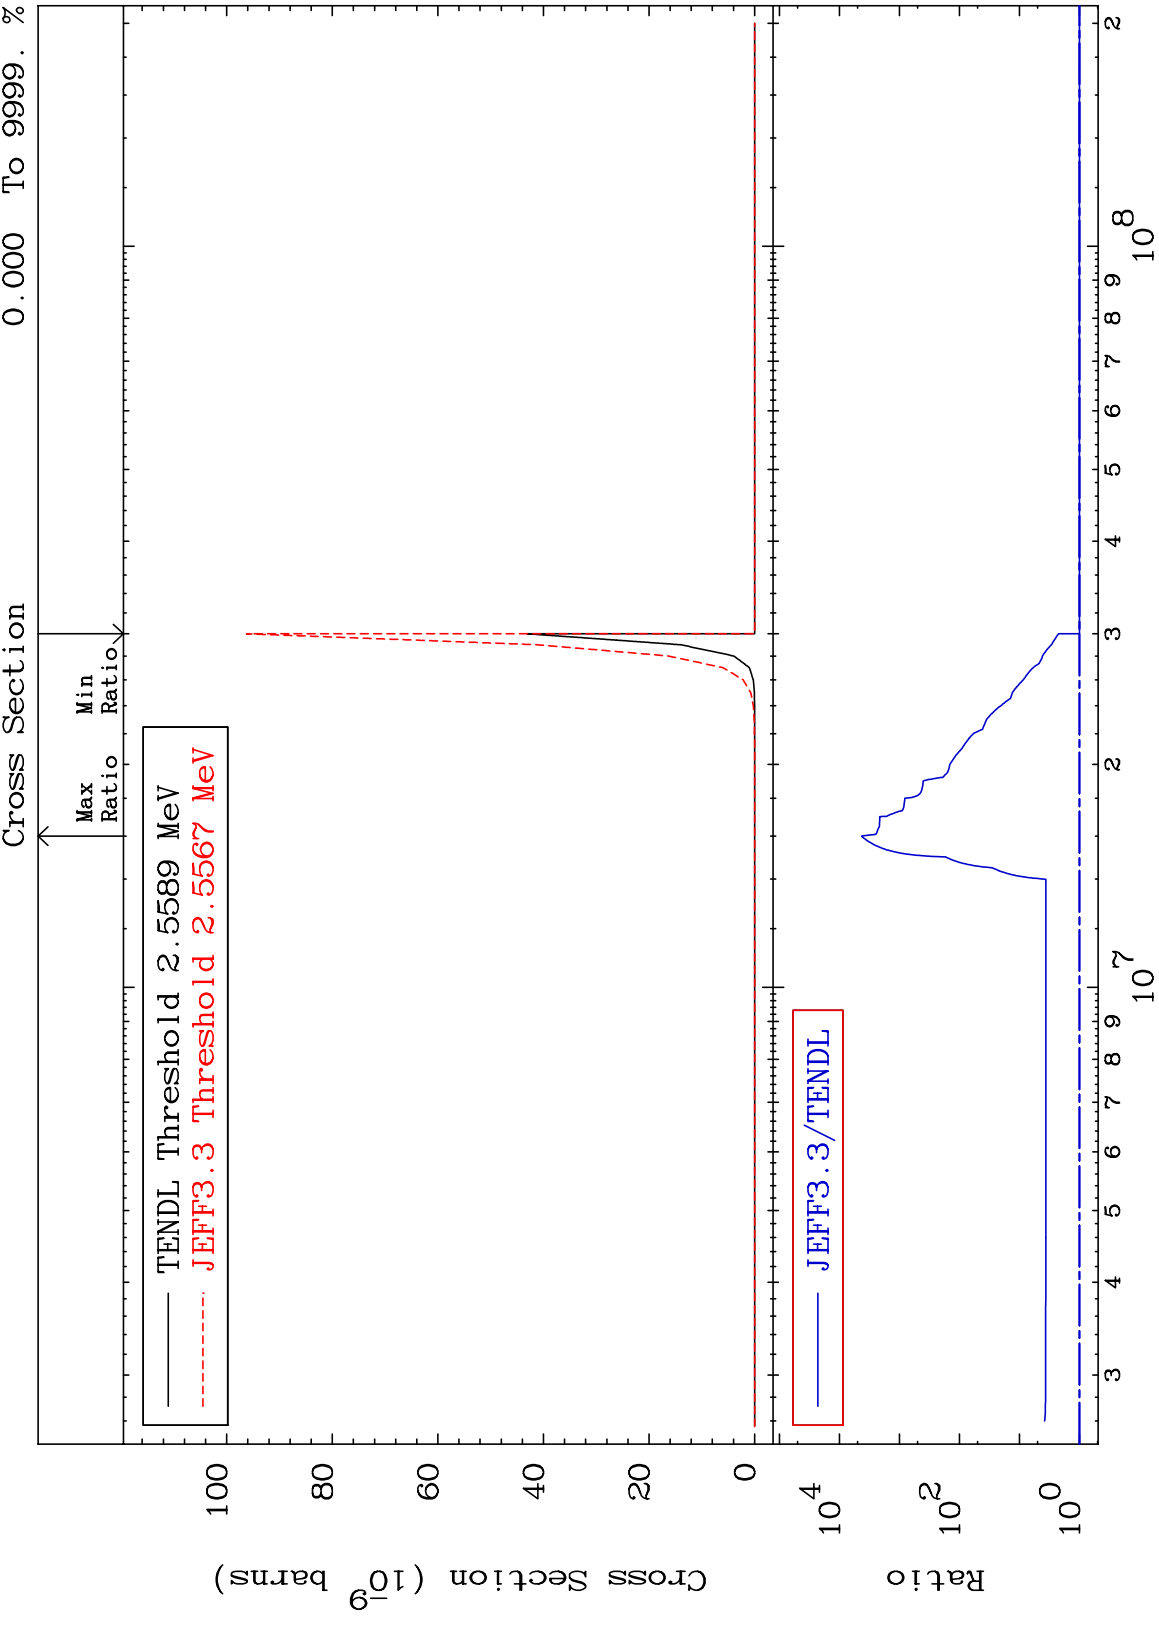 Cross Section
0.000 To 9999. %
Max
Ratio
Min
Ratio
TENDL Threshold 2.5589 MeV
JEFF3.3 Threshold 2.5567 MeV
100
80
60
40
20
0
Cross Section (10⁻⁹ barns)
JEFF3.3/TENDL
10⁴
10²
10⁰
Ratio
3 4 5 6 7 8 9 2 3 4 5 6 7 8 9 2
10⁷ 10⁸